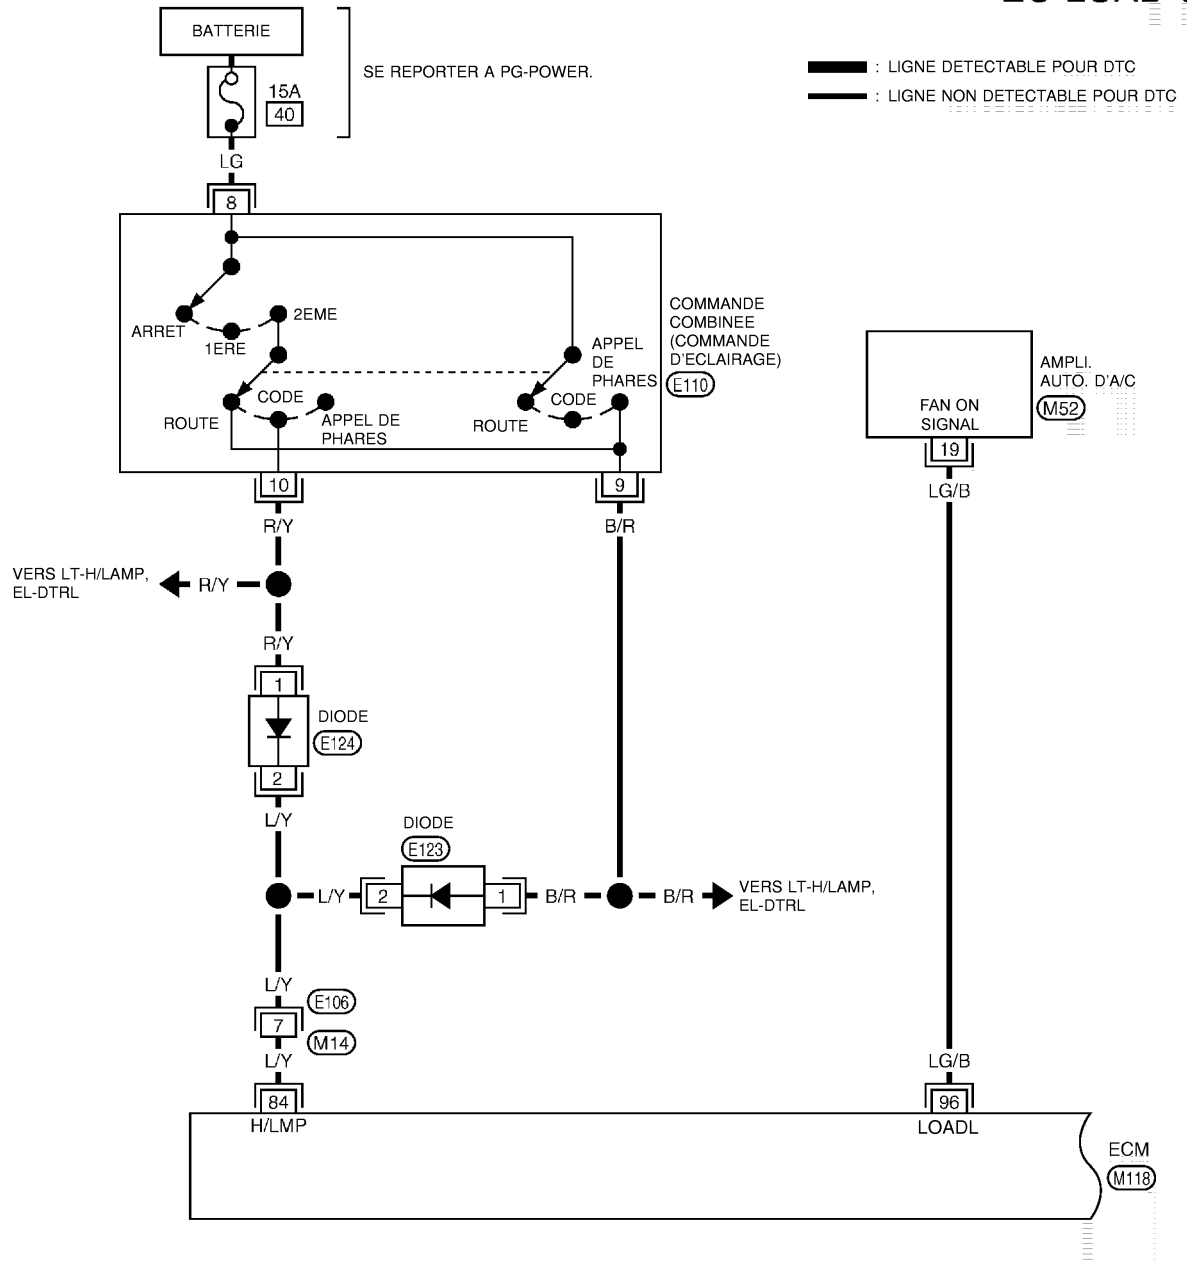 BATTERIE
SE REPORTER A PG-POWER.
15A
40
: LIGNE DETECTABLE POUR DTC
: LIGNE NON DETECTABLE POUR DTC
LG
8
ARRET
1ERE
2EME
ROUTE
CODE
APPEL DE
PHARES
ROUTE
CODE
APPEL
DE
PHARES
COMMANDE
COMBINEE
(COMMANDE
D'ECLAIRAGE)
E110
AMPLI.
AUTO. D'A/C
M52
FAN ON
SIGNAL
10
9
19
R/Y
B/R
LG/B
VERS LT-H/LAMP,
EL-DTRL
R/Y
R/Y
1
DIODE
E124
2
L/Y
DIODE
E123
L/Y
2
1
B/R
B/R
VERS LT-H/LAMP,
EL-DTRL
L/Y
E106
7
M14
L/Y
LG/B
84
96
H/LMP
LOADL
ECM
M118